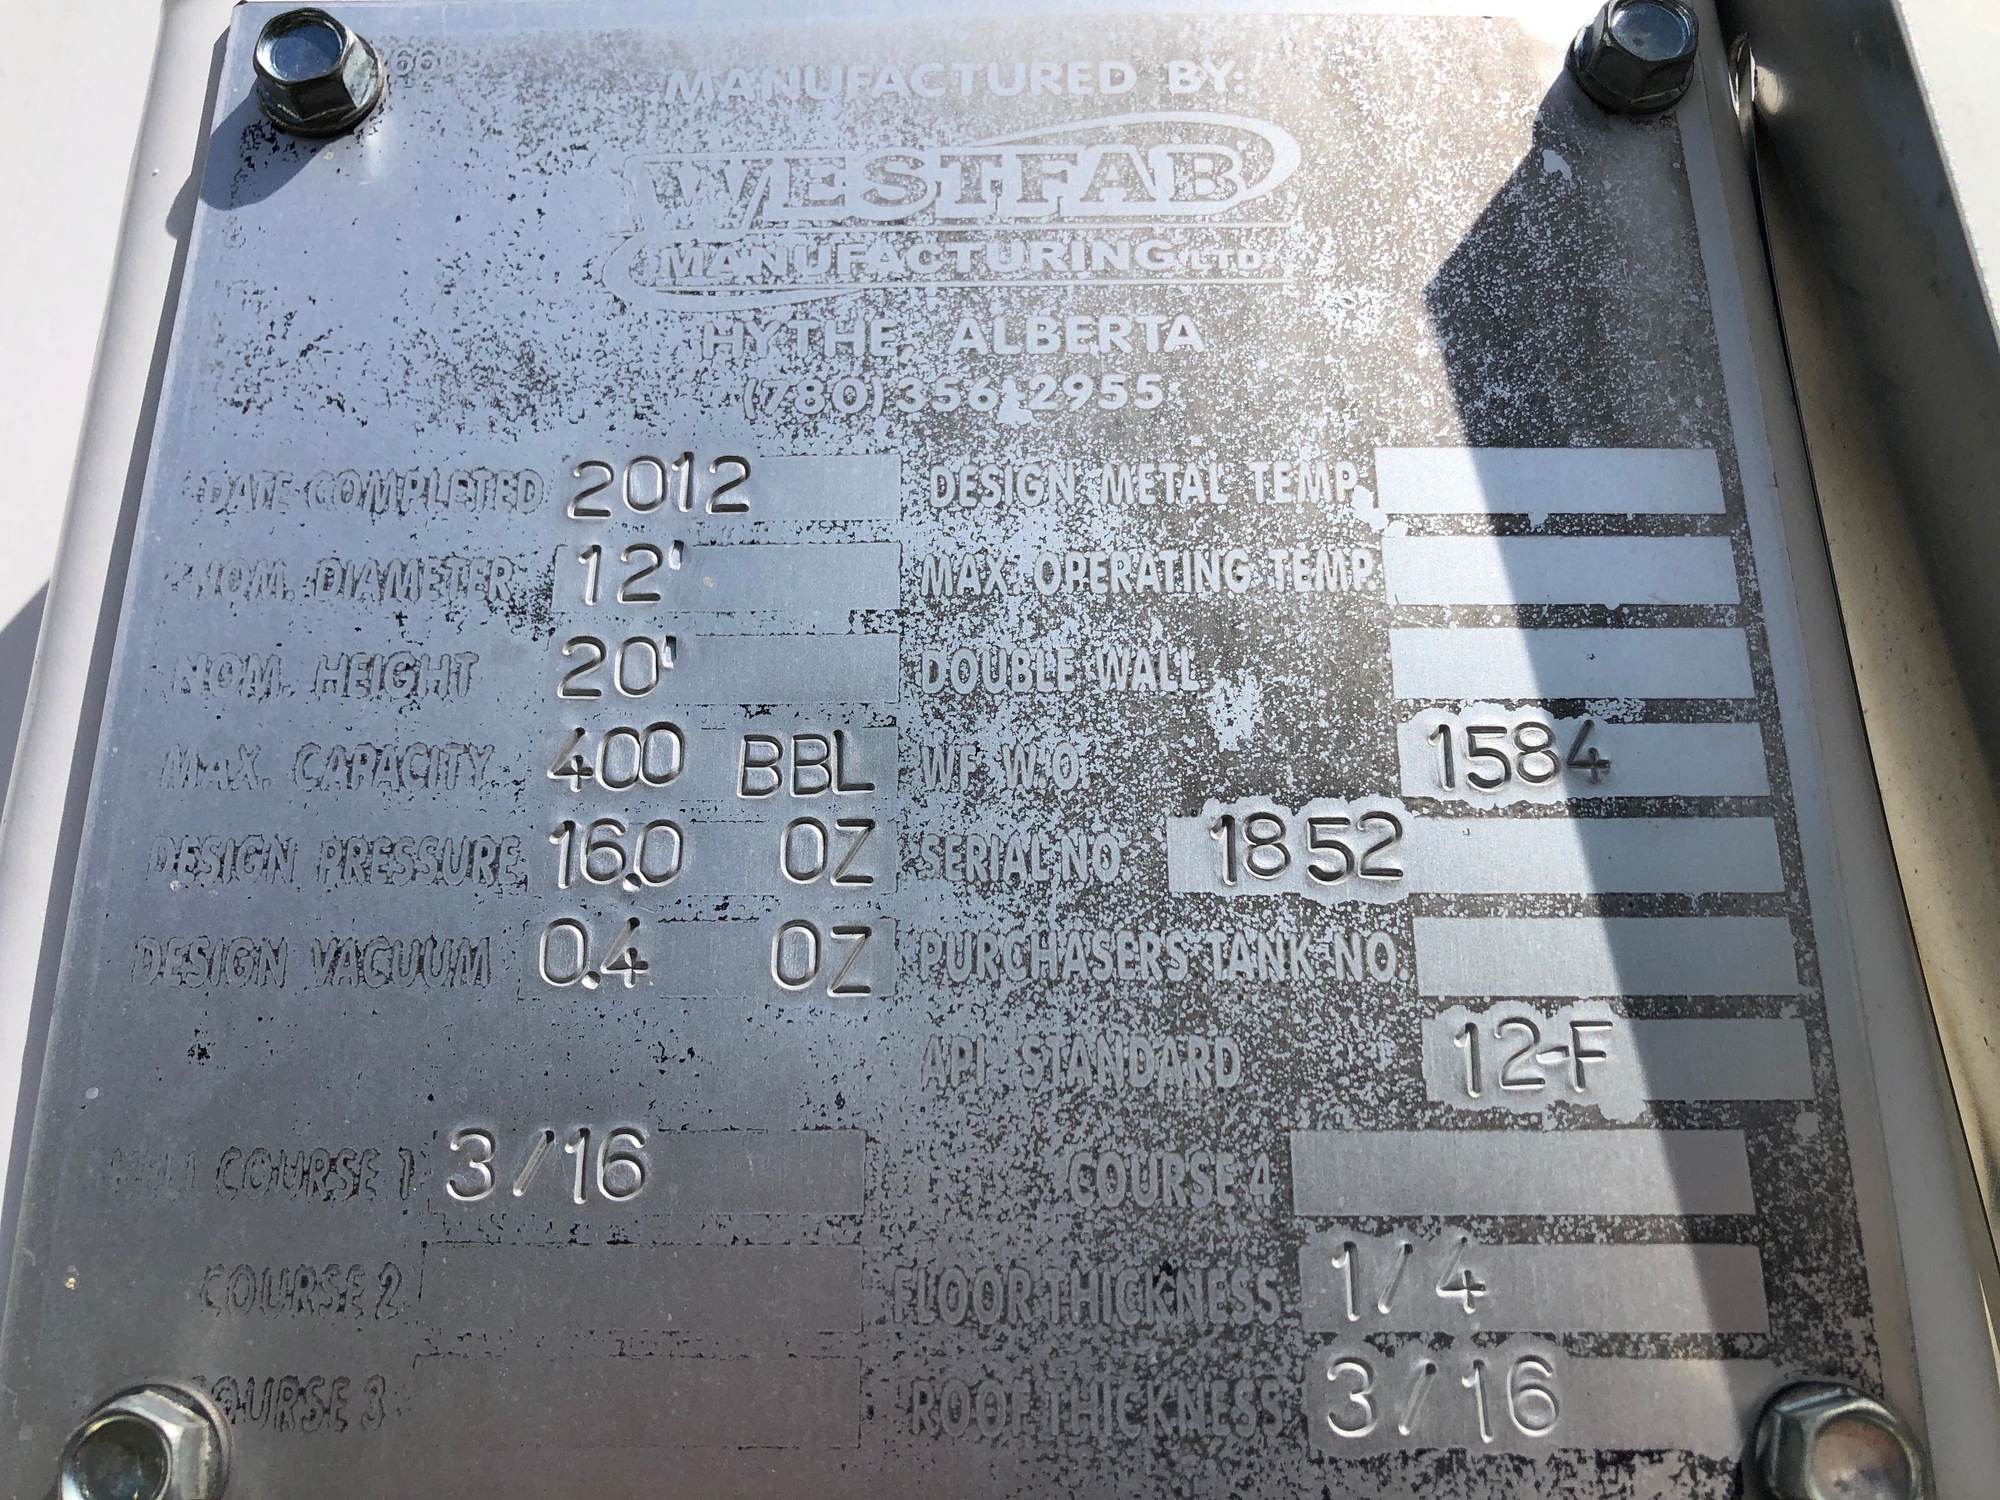 MANUFACTURED BY:
WESTFAB
MANUFACTURING LTD
HYTHE, ALBERTA
(780) 356-2955
DATE COMPLETED 2012 DESIGN METAL TEMP.
NOM. DIAMETER 12' MAX. OPERATING TEMP.
NOM. HEIGHT 20' DOUBLE WALL
MAX. CAPACITY 400 BBL WF W.O. 1584
DESIGN PRESSURE 16.0 OZ SERIAL NO. 1852
DESIGN VACUUM 0.4 OZ PURCHASERS TANK NO.
API STANDARD 12-F
COURSE 1 3/16 COURSE 4
COURSE 2 FLOOR THICKNESS 1/4
COURSE 3 ROOF THICKNESS 3/16